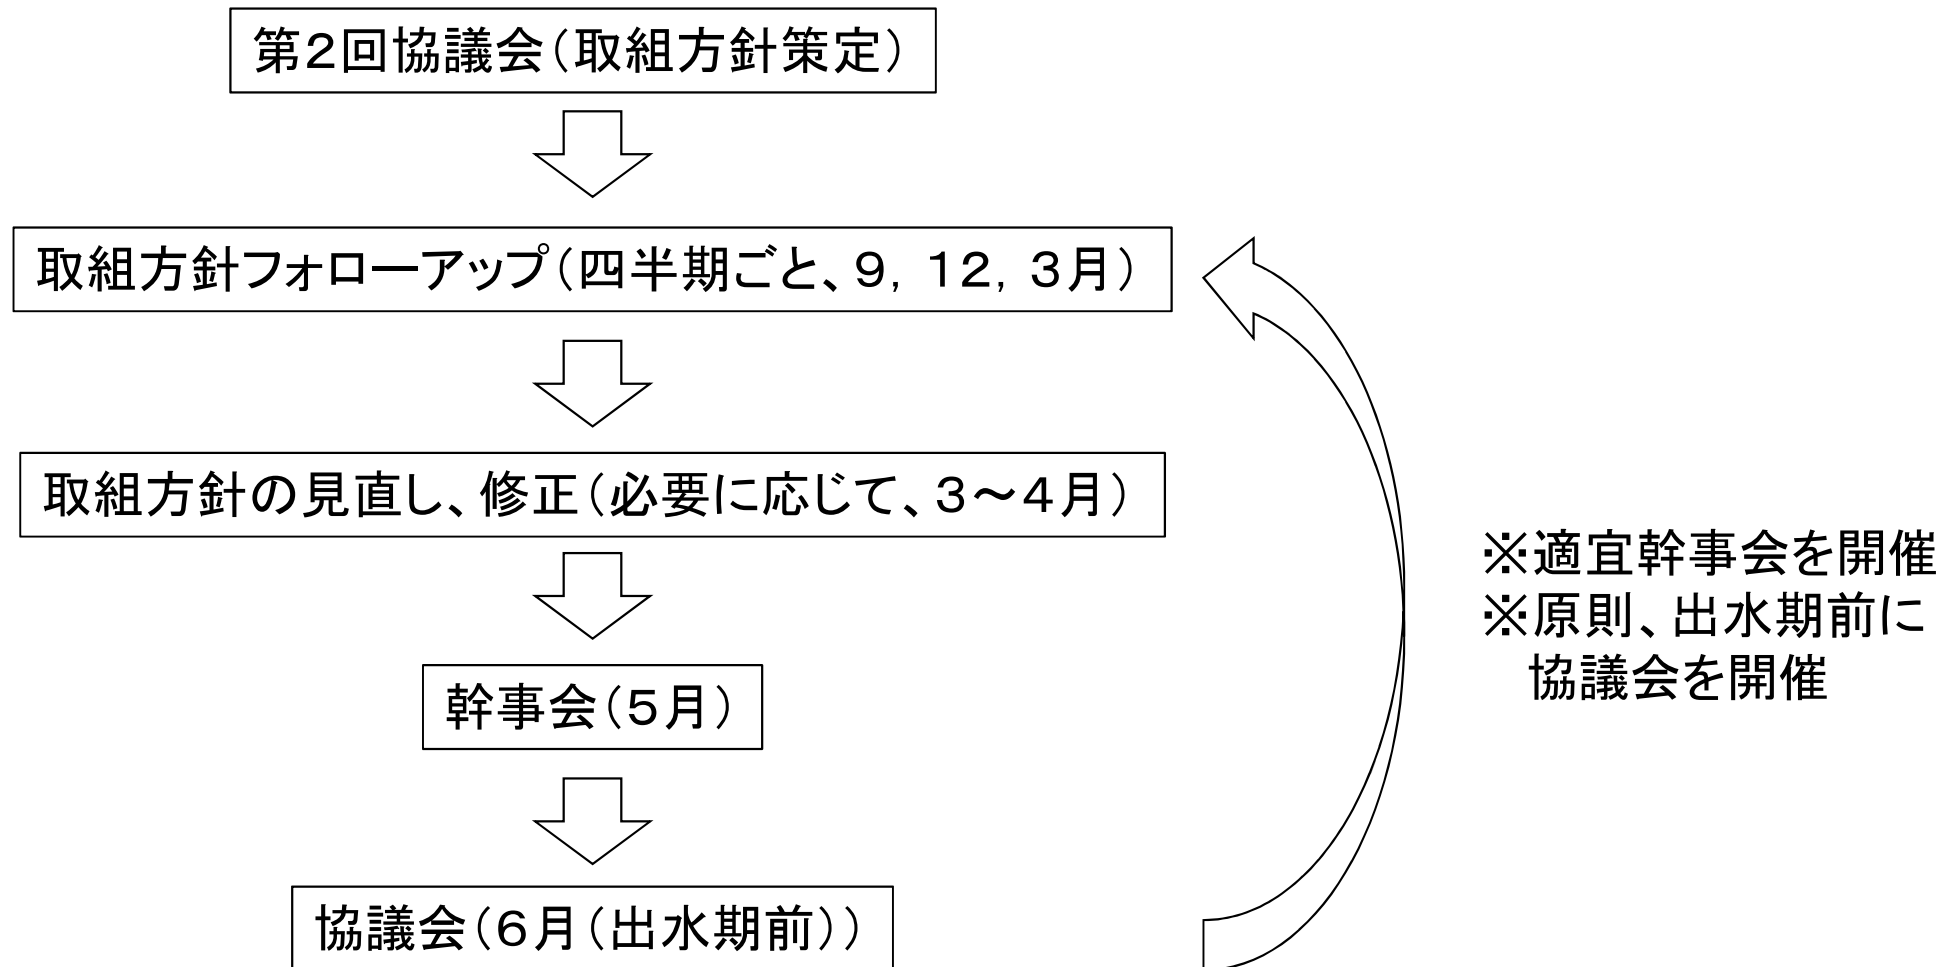 第２回協議会（取組方針策定）
取組方針フォローアップ（四半期ごと、９，１２，３月）
取組方針の見直し、修正（必要に応じて、３～４月）
幹事会（５月）
協議会（６月（出水期前））
※適宜幹事会を開催
※原則、出水期前に
協議会を開催